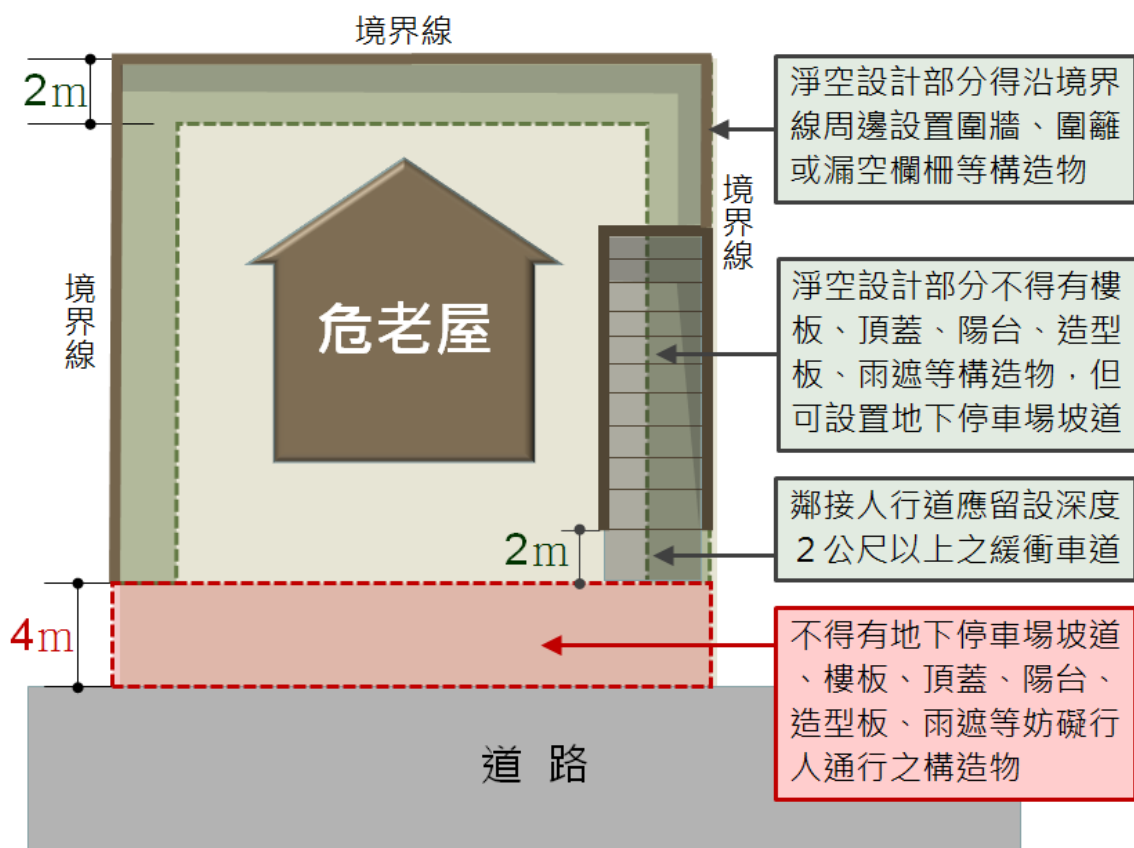 境界線
2m
淨空設計部分得沿境界
線周邊設置圍牆、圍籬
或漏空欄柵等構造物
境界線
境界線
危老屋
淨空設計部分不得有樓
板、頂蓋、陽台、造型
板、雨遮等構造物，但
可設置地下停車場坡道
2m
鄰接人行道應留設深度
2公尺以上之緩衝車道
4m
不得有地下停車場坡道
、樓板、頂蓋、陽台、
造型板、雨遮等妨礙行
人通行之構造物
道 路